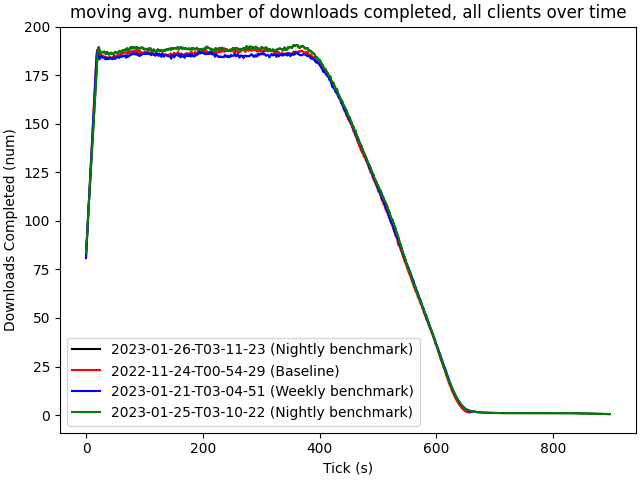 moving avg. number of downloads completed, all clients over time
200
175
150
125
100
75
50
25
0
Downloads Completed (num)
2023-01-26-T03-11-23 (Nightly benchmark)
2022-11-24-T00-54-29 (Baseline)
2023-01-21-T03-04-51 (Weekly benchmark)
2023-01-25-T03-10-22 (Nightly benchmark)
0 200 400 600 800
Tick (s)